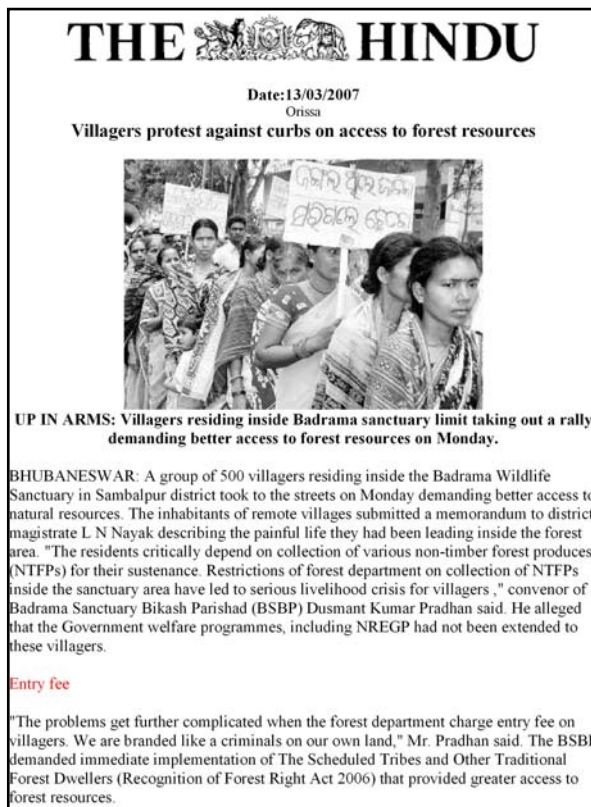 THE HINDU
Date:13/03/2007
Orissa
Villagers protest against curbs on access to forest resources
ଜଙ୍ଗଲ ଥିଲେ
UP IN ARMS: Villagers residing inside Badrama sanctuary limit taking out a rally
demanding better access to forest resources on Monday.
BHUBANESWAR: A group of 500 villagers residing inside the Badrama Wildlife
Sanctuary in Sambalpur district took to the streets on Monday demanding better access to
natural resources. The inhabitants of remote villages submitted a memorandum to district
magistrate L N Nayak describing the painful life they had been leading inside the forest
area. "The residents critically depend on collection of various non-timber forest produces
(NTFPs) for their sustenance. Restrictions of forest department on collection of NTFPs
inside the sanctuary area have led to serious livelihood crisis for villagers ," convenor of
Badrama Sanctuary Bikash Parishad (BSBP) Dusmant Kumar Pradhan said. He alleged
that the Government welfare programmes, including NREGP had not been extended to
these villagers.
Entry fee
"The problems get further complicated when the forest department charge entry fee on
villagers. We are branded like a criminals on our own land," Mr. Pradhan said. The BSBP
demanded immediate implementation of The Scheduled Tribes and Other Traditional
Forest Dwellers (Recognition of Forest Right Act 2006) that provided greater access to
forest resources.